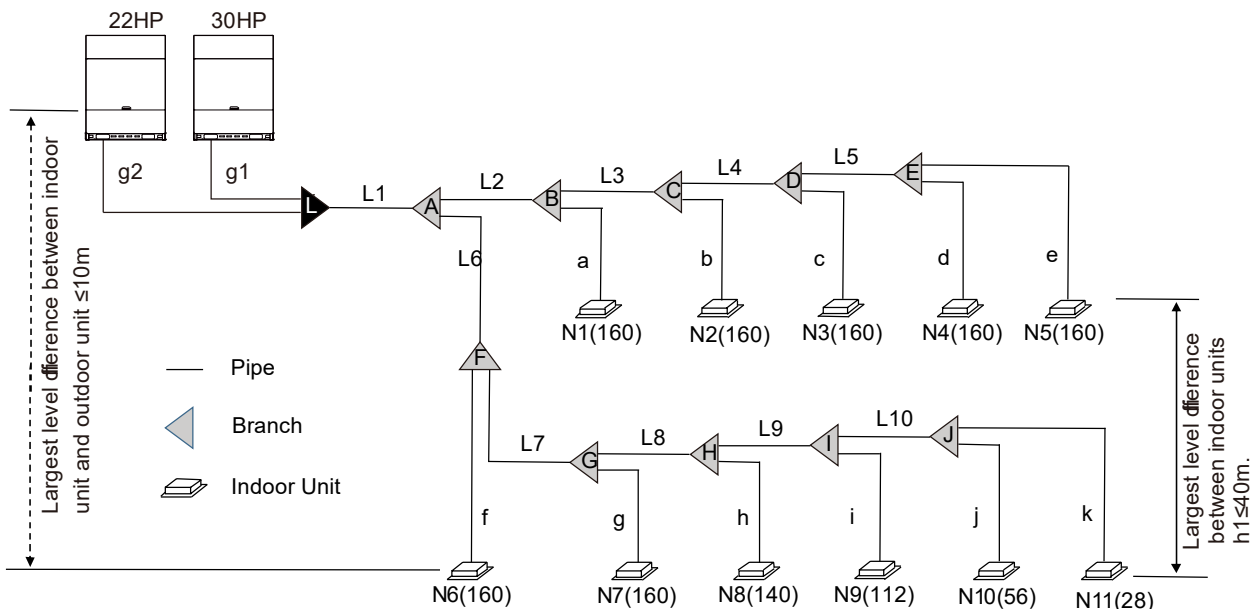 22HP 30HP
g2 g1
L L1 A L2 B L3 C L4 D L5 E
L6 a b c d e
N1(160) N2(160) N3(160) N4(160) N5(160)
F
Pipe
Branch
Indoor Unit
L7 G L8 H L9 I L10 J
f g h i j k
N6(160) N7(160) N8(140) N9(112) N10(56) N11(28)
Largest level difierence between indoor
unit and outdoor unit ≤10m
Largest level difierence
between indoor units
h1≤40m.